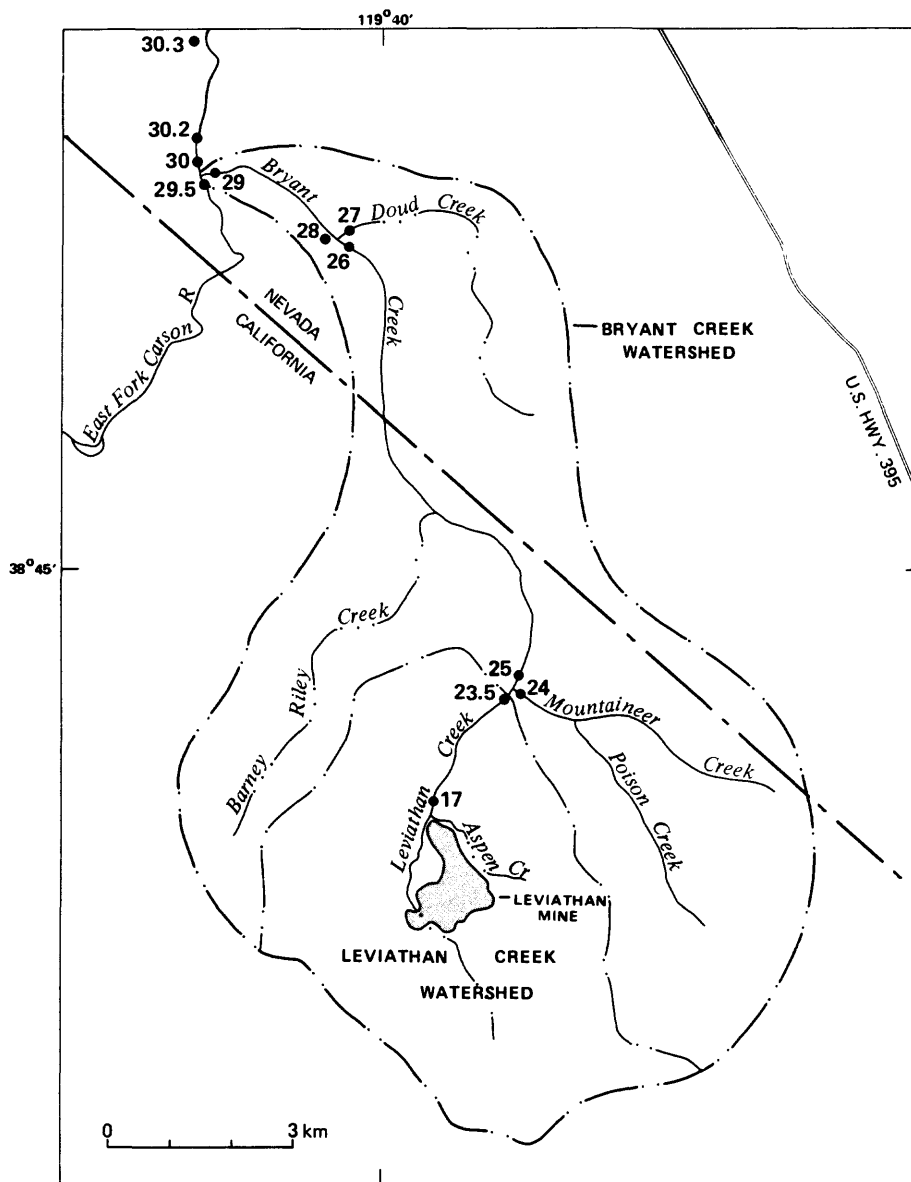 119°40'
30.3
30.2
30
29
29.5
Bryant
Creek
27
Doud Creek
28
26
NEVADA
CALIFORNIA
East Fork Carson R
BRYANT CREEK
WATERSHED
U.S. HWY. 395
38°45'
Barney Riley Creek
25
24
23.5
Mountaineer Creek
Poison Creek
17
Leviathan Creek
Aspen Cr
LEVIATHAN
MINE
LEVIATHAN CREEK
WATERSHED
0 3 km